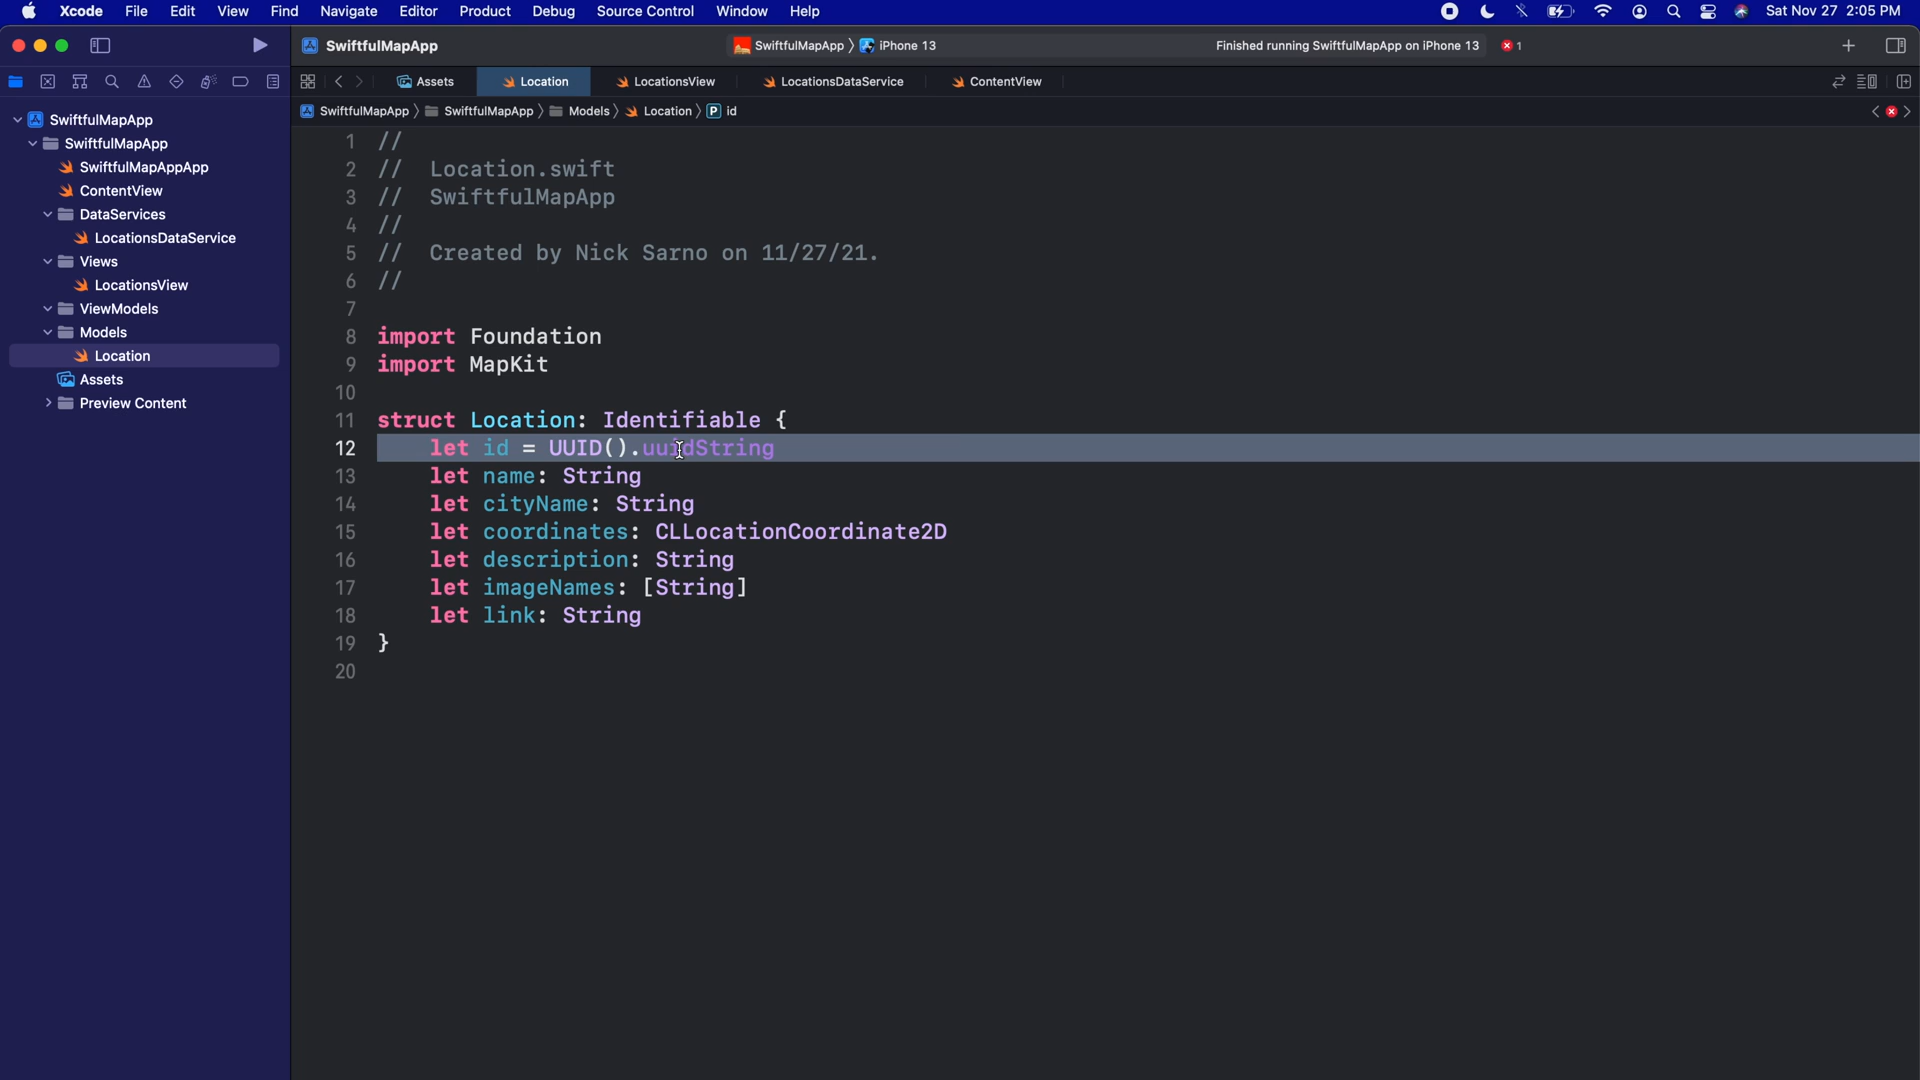 Xcode File Edit View Find Navigate Editor Product Debug Source Control Window Help Sat Nov 27 2:05 PM
SwiftfulMapApp SwiftfulMapApp 〉 iPhone 13 Finished running SwiftfulMapApp on iPhone 13 1
Assets Location LocationsView LocationsDataService ContentView
SwiftfulMapApp 〉 SwiftfulMapApp 〉 Models 〉 Location 〉 P id
SwiftfulMapApp
SwiftfulMapApp
SwiftfulMapAppApp
ContentView
DataServices
LocationsDataService
Views
LocationsView
ViewModels
Models
Location
Assets
Preview Content
1 //
2 // Location.swift
3 // SwiftfulMapApp
4 //
5 // Created by Nick Sarno on 11/27/21.
6 //
7
8 import Foundation
9 import MapKit
10
11 struct Location: Identifiable {
12 let id = UUID().uuidString
13 let name: String
14 let cityName: String
15 let coordinates: CLLocationCoordinate2D
16 let description: String
17 let imageNames: [String]
18 let link: String
19 }
20